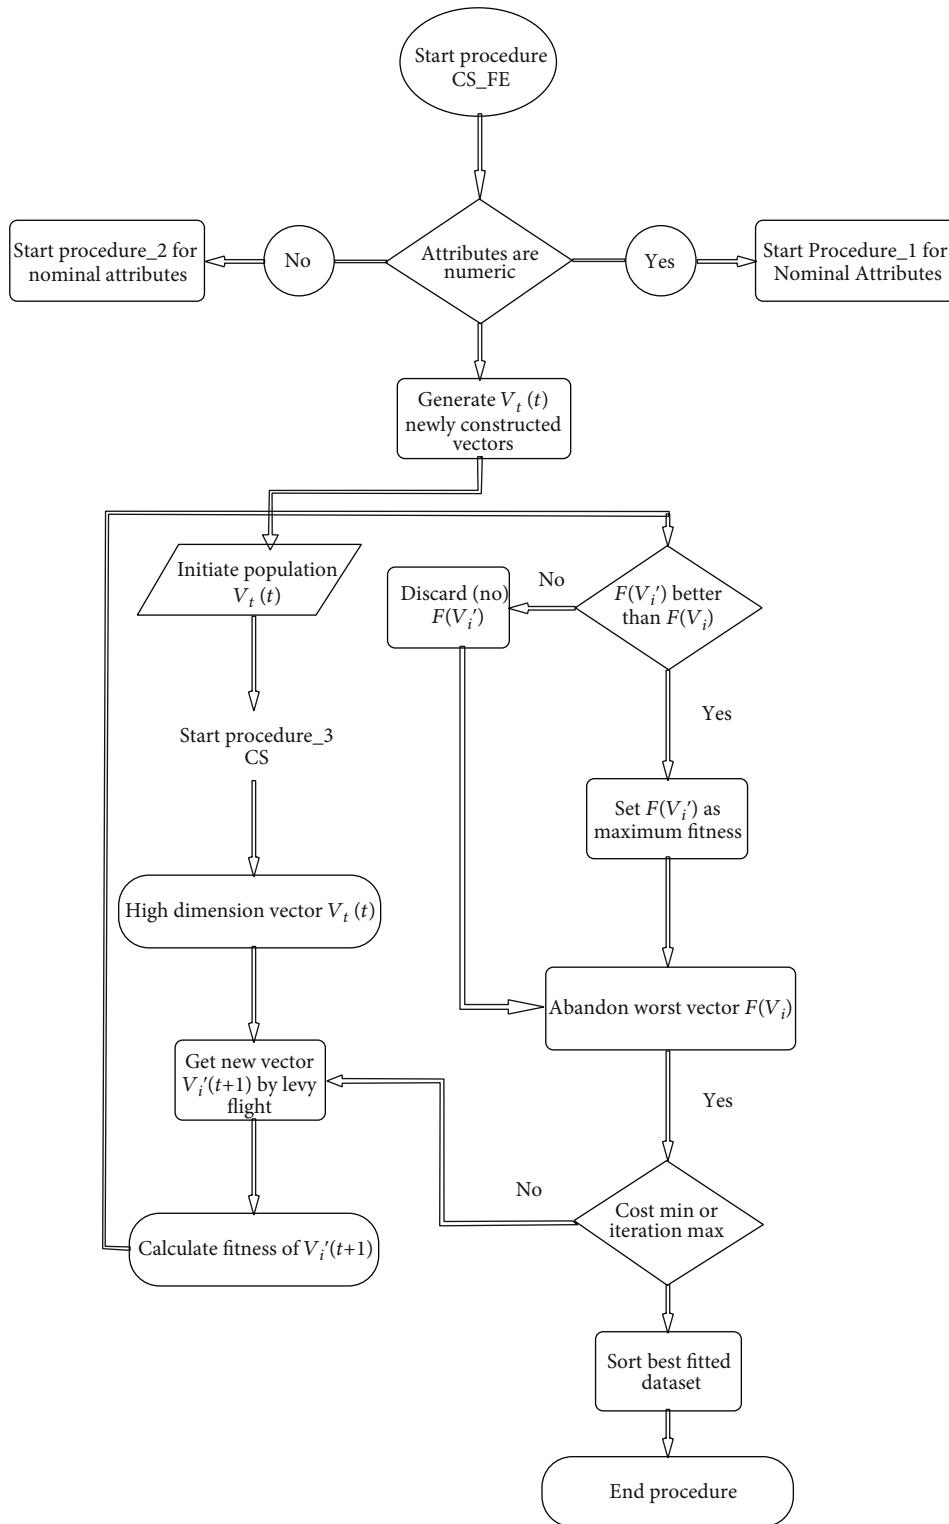 Start procedure
CS_FE
Start procedure_2 for
nominal attributes
No
Attributes are
numeric
Yes
Start Procedure_1 for
Nominal Attributes
Generate V_t (t)
newly constructed
vectors
Initiate population
V_t (t)
Discard (no)
F(V_i')
No
F(V_i') better
than F(V_i)
Yes
Start procedure_3
CS
Set F(V_i') as
maximum fitness
High dimension vector V_t (t)
Abandon worst vector F(V_i)
Get new vector
V_i'(t+1) by levy
flight
Yes
No
Cost min or
iteration max
Calculate fitness of V_i'(t+1)
Sort best fitted
dataset
End procedure